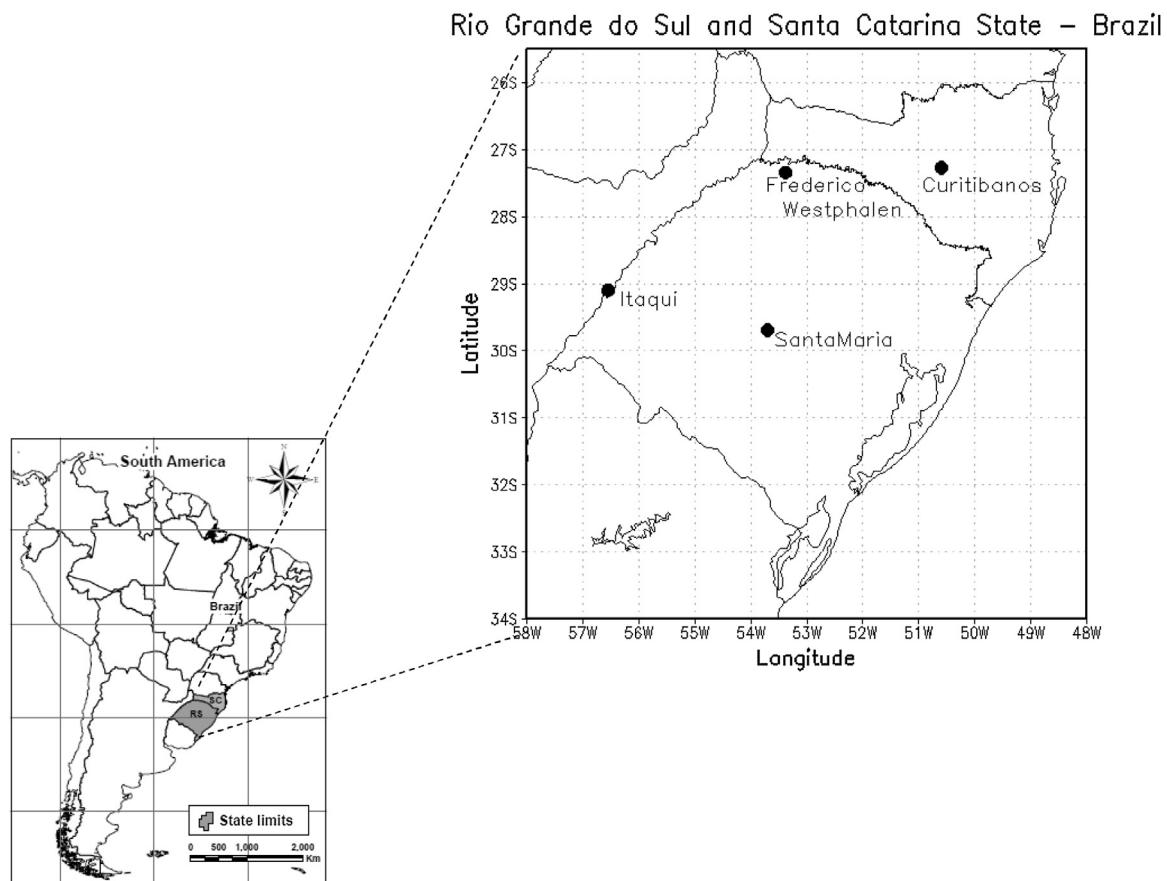 Rio Grande do Sul and Santa Catarina State – Brazil
26S
27S
Frederico
Westphalen
Curitibanos
28S
29S
Itaqui
SantaMaria
30S
31S
32S
33S
34S
Latitude
58W 57W 56W 55W 54W 53W 52W 51W 50W 49W 48W
Longitude
South America
N
W
E
S
Brazil
SC
RS
State limits
0 500 1,000 2,000
Km